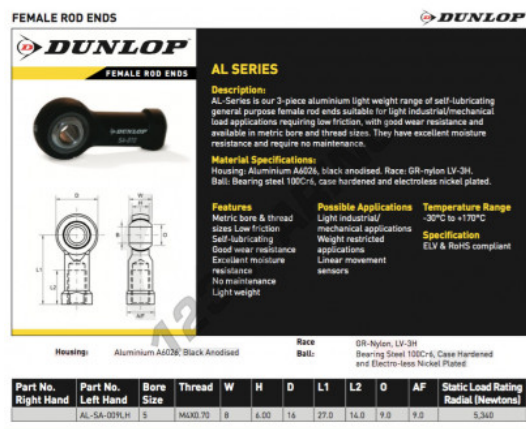 FEMALE ROD ENDS
DUNLOP
DUNLOP
FEMALE ROD ENDS
DUNLOP
AL SERIES
Description:
AL-Series is our 3-piece aluminium light weight range of self-lubricating
general purpose female rod ends suitable for light industrial/mechanical
load applications requiring low friction, with good wear resistance and
available in metric bore and thread sizes. They have excellent moisture
resistance and require no maintenance.
Material Specifications:
Housing: Aluminium A6026, black anodised. Race: GR-nylon LV-3H.
Ball: Bearing steel 100Cr6, case hardened and electroless nickel plated.
Features
Metric bore & thread
sizes Low friction
Self-lubricating
Good wear resistance
Excellent moisture
resistance
No maintenance
Light weight
Possible Applications
Light industrial/
mechanical applications
Weight restricted
applications
Linear movement
sensors
Temperature Range
-30°C to +170°C
Specification
ELV & RoHS compliant
D
W
H
B
O
L1
L2
AF
Housing: Aluminium A6026, Black Anodised
Race GR-Nylon, LV-3H
Ball: Bearing Steel 100Cr6, Case Hardened
and Electro-less Nickel Plated
Part No. Right Hand Part No. Left Hand Bore Size Thread W H D L1 L2 O AF Static Load Rating Radial (Newtons)
AL-SA-009LH 5 M4X0.70 8 6.00 16 27.0 14.0 9.0 9.0 5,340